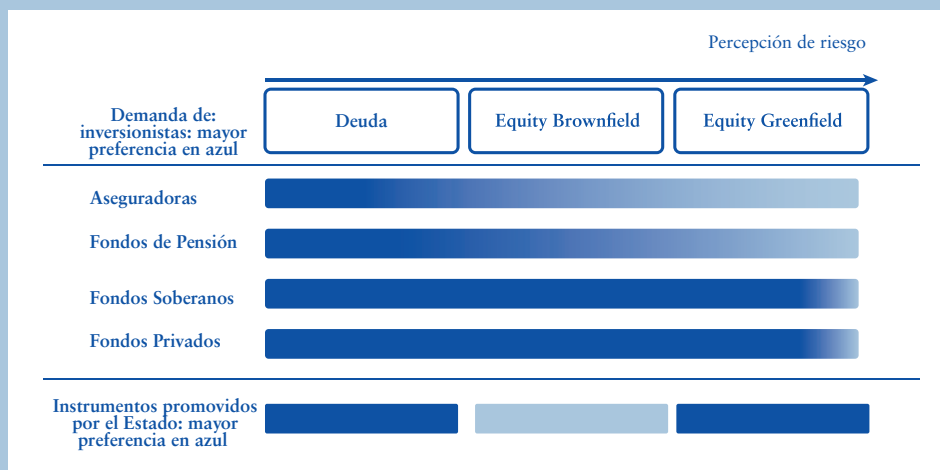 Percepción de riesgo
Demanda de:
inversionistas: mayor
preferencia en azul
Deuda
Equity Brownfield
Equity Greenfield
Aseguradoras
Fondos de Pensión
Fondos Soberanos
Fondos Privados
Instrumentos promovidos
por el Estado: mayor
preferencia en azul